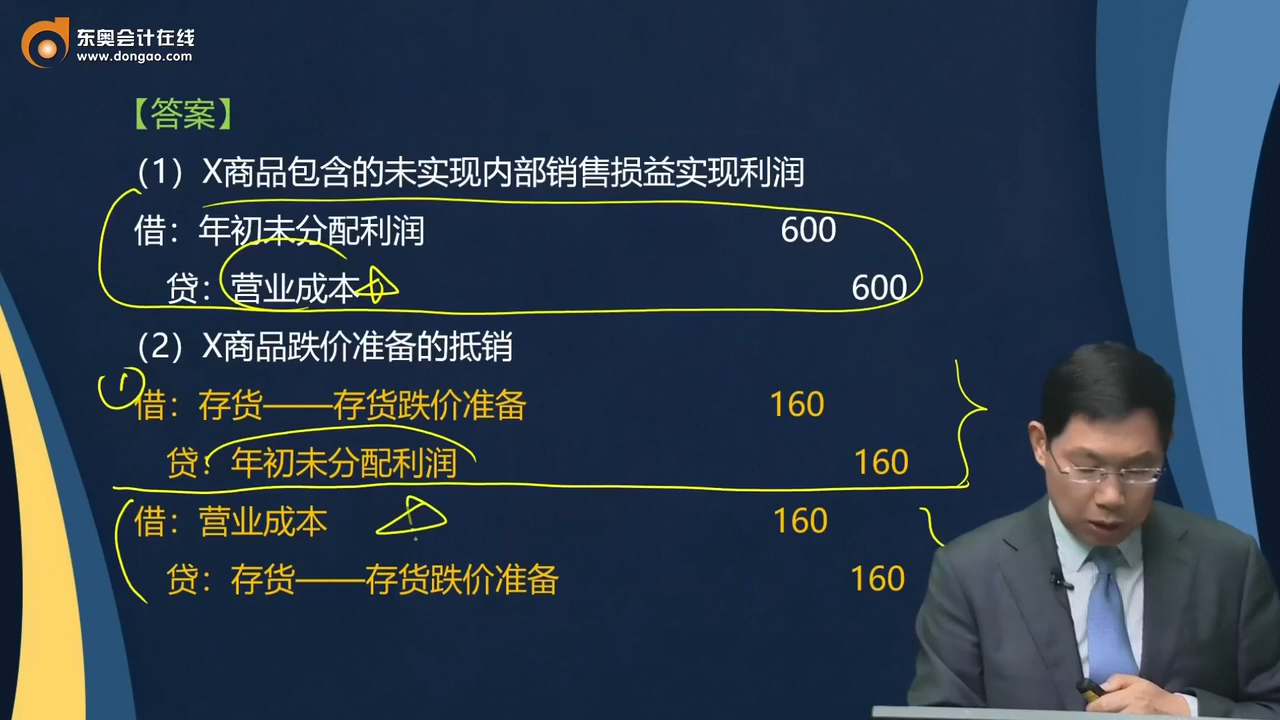 东奥会计在线
www.dongao.com
【答案】
（1）X商品包含的未实现内部销售损益实现利润
借：年初未分配利润 600
贷：营业成本 600
（2）X商品跌价准备的抵销
① 借：存货——存货跌价准备 160
贷：年初未分配利润 160
借：营业成本 160
贷：存货——存货跌价准备 160